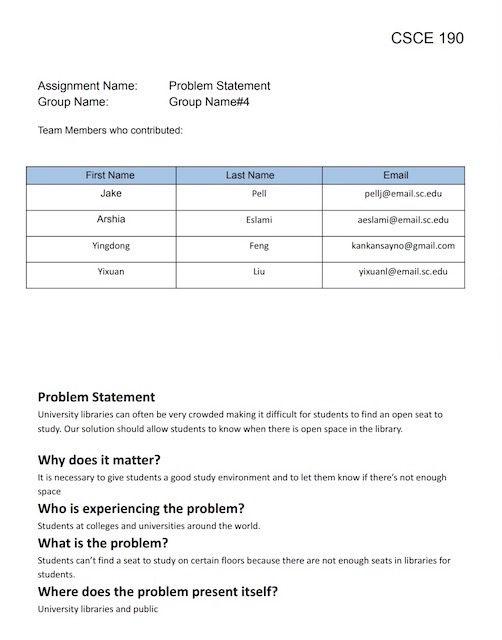 CSCE 190
Assignment Name: Problem Statement
Group Name: Group Name#4
Team Members who contributed:
First Name Last Name Email
Jake Pell pellj@email.sc.edu
Arshia Eslami aeslami@email.sc.edu
Yingdong Feng kankansayno@gmail.com
Yixuan Liu yixuanl@email.sc.edu
Problem Statement
University libraries can often be very crowded making it difficult for students to find an open seat to
study. Our solution should allow students to know when there is open space in the library.
Why does it matter?
It is necessary to give students a good study environment and to let them know if there's not enough
space
Who is experiencing the problem?
Students at colleges and universities around the world.
What is the problem?
Students can't find a seat to study on certain floors because there are not enough seats in libraries for
students.
Where does the problem present itself?
University libraries and public